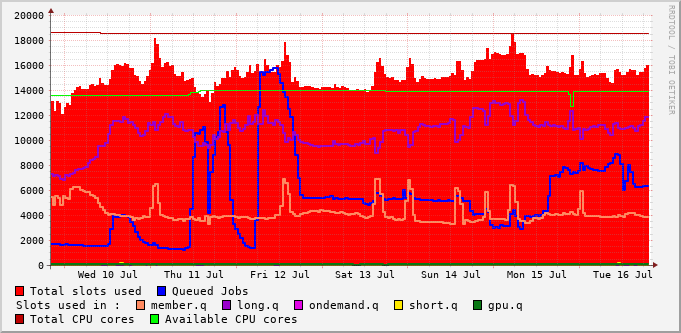 20000
18000
16000
14000
12000
10000
8000
6000
4000
2000
0
Wed 10 Jul Thu 11 Jul Fri 12 Jul Sat 13 Jul Sun 14 Jul Mon 15 Jul Tue 16 Jul
Total slots used Queued Jobs
Slots used in : member.q long.q ondemand.q short.q gpu.q
Total CPU cores Available CPU cores
RRDTOOL / TOBI OETIKER